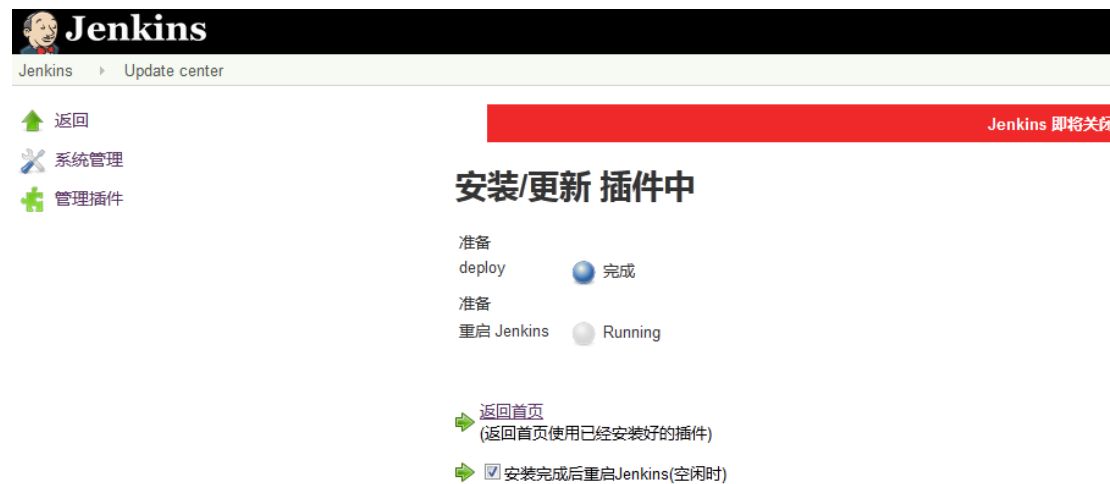 Jenkins
Jenkins Update center
返回
Jenkins 即将关闭
系统管理
管理插件
安装/更新 插件中
准备
deploy 完成
准备
重启 Jenkins Running
返回首页
(返回首页使用已经安装好的插件)
安装完成后重启Jenkins(空闲时)